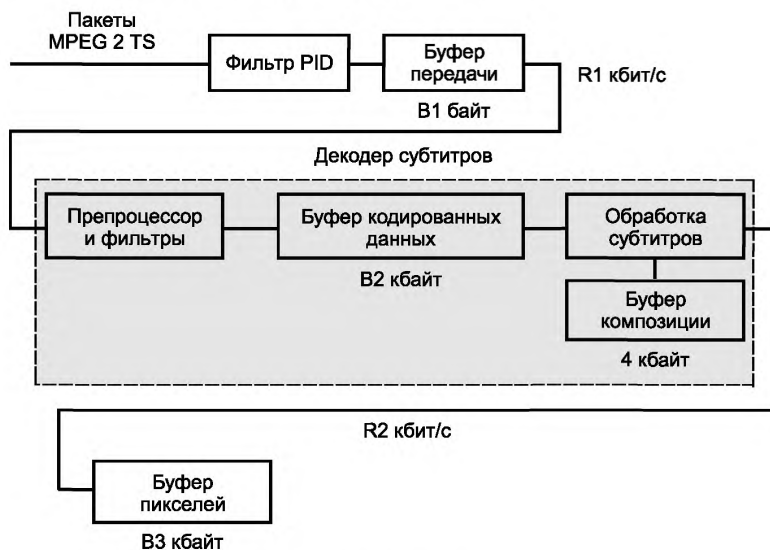 Пакеты
MPEG 2 TS
Фильтр PID
Буфер
передачи
R1 кбит/с
B1 байт
Декодер субтитров
Препроцессор
и фильтры
Буфер кодированных
данных
Обработка
субтитров
B2 кбайт
Буфер
композиции
4 кбайт
R2 кбит/с
Буфер
пикселей
B3 кбайт